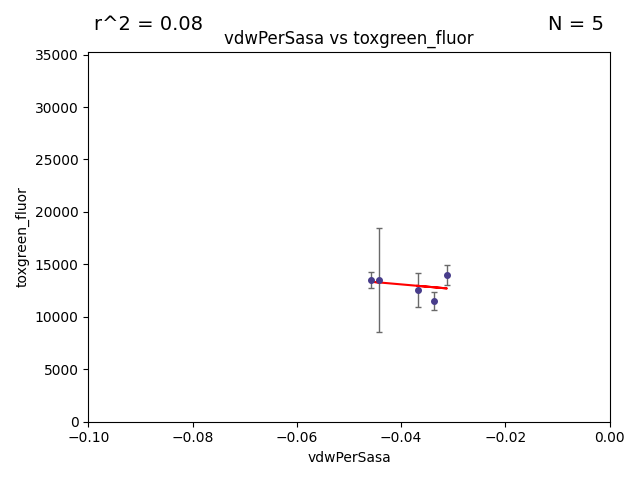 r^2 = 0.08
N = 5
vdwPerSasa vs toxgreen_fluor
35000
30000
25000
20000
15000
10000
5000
0
toxgreen_fluor
−0.10
−0.08
−0.06
−0.04
−0.02
0.00
vdwPerSasa